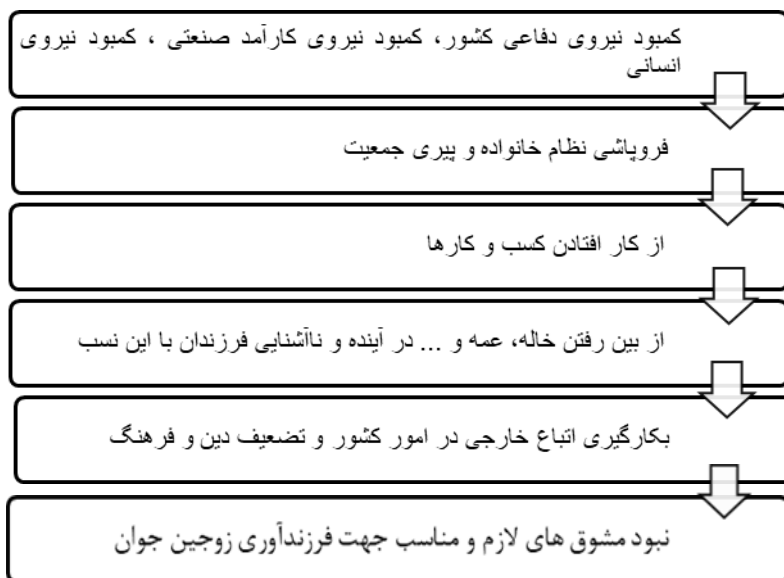 کمبود نیروی دفاعی کشور، کمبود نیروی کارآمد صنعتی ، کمبود نیروی
انسانی
فروپاشی نظام خانواده و پیری جمعیت
از کار افتادن کسب و کارها
از بین رفتن خاله، عمه و ... در آینده و ناآشنایی فرزندان با این نسب
بکارگیری اتباع خارجی در امور کشور و تضعیف دین و فرهنگ
نبود مشوق های لازم و مناسب جهت فرزندآوری زوجین جوان